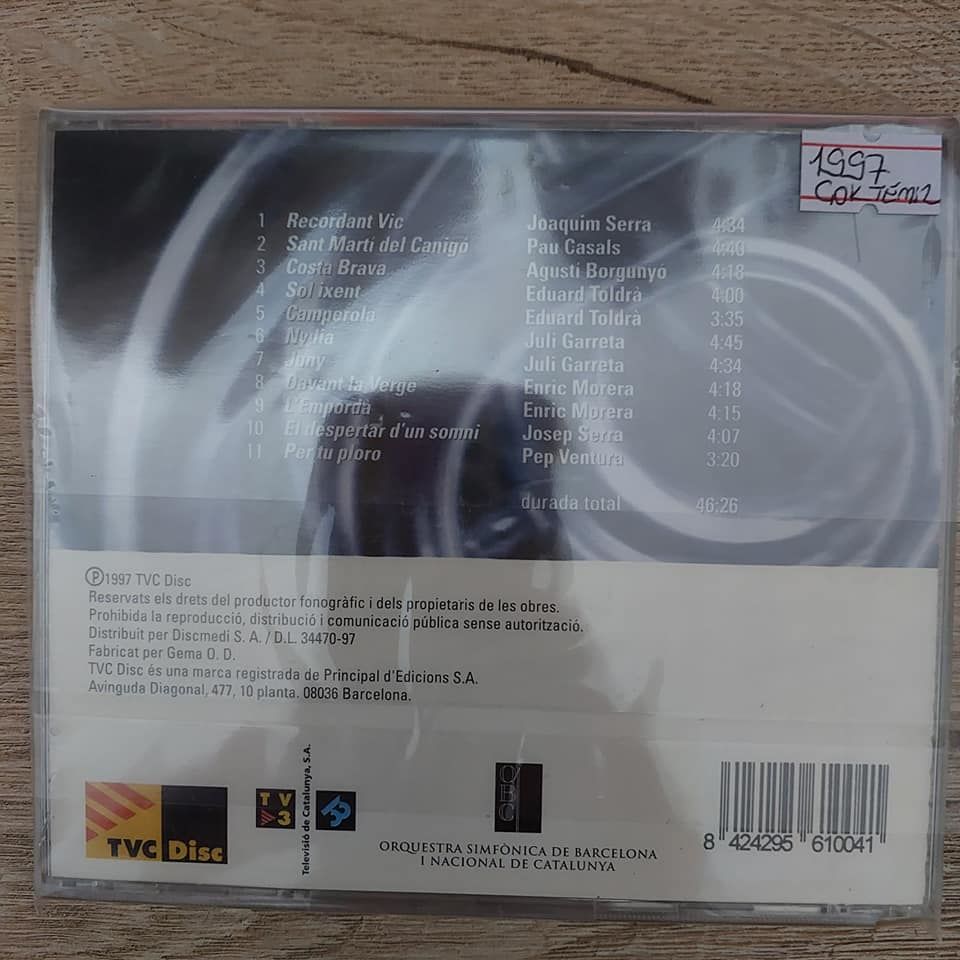 1997
ÇOK TEMİZ
1 Recordant Vic Joaquim Serra 4:34
2 Sant Martí del Canigó Pau Casals 4:40
3 Costa Brava Agustí Borgunyó 4:18
4 Sol ixent Eduard Toldrà 4:00
5 Camperola Eduard Toldrà 3:35
6 Nydia Juli Garreta 4:45
7 Juny Juli Garreta 4:34
8 Davant la Verge Enric Morera 4:18
9 L'Empordà Enric Morera 4:15
10 El despertar d'un somni Josep Serra 4:07
11 Per tu ploro Pep Ventura 3:20
durada total 46:26
Ⓟ1997 TVC Disc
Reservats els drets del productor fonogràfic i dels propietaris de les obres.
Prohibida la reproducció, distribució i comunicació pública sense autorització.
Distribuït per Discmedi S. A. / D.L. 34470-97
Fabricat per Gema O. D.
TVC Disc és una marca registrada de Principal d'Edicions S.A.
Avinguda Diagonal, 477, 10 planta. 08036 Barcelona.
TVC Disc
TV3
Televisió de Catalunya, S.A.
33
OBC
ORQUESTRA SIMFÒNICA DE BARCELONA
I NACIONAL DE CATALUNYA
8 424295 610041